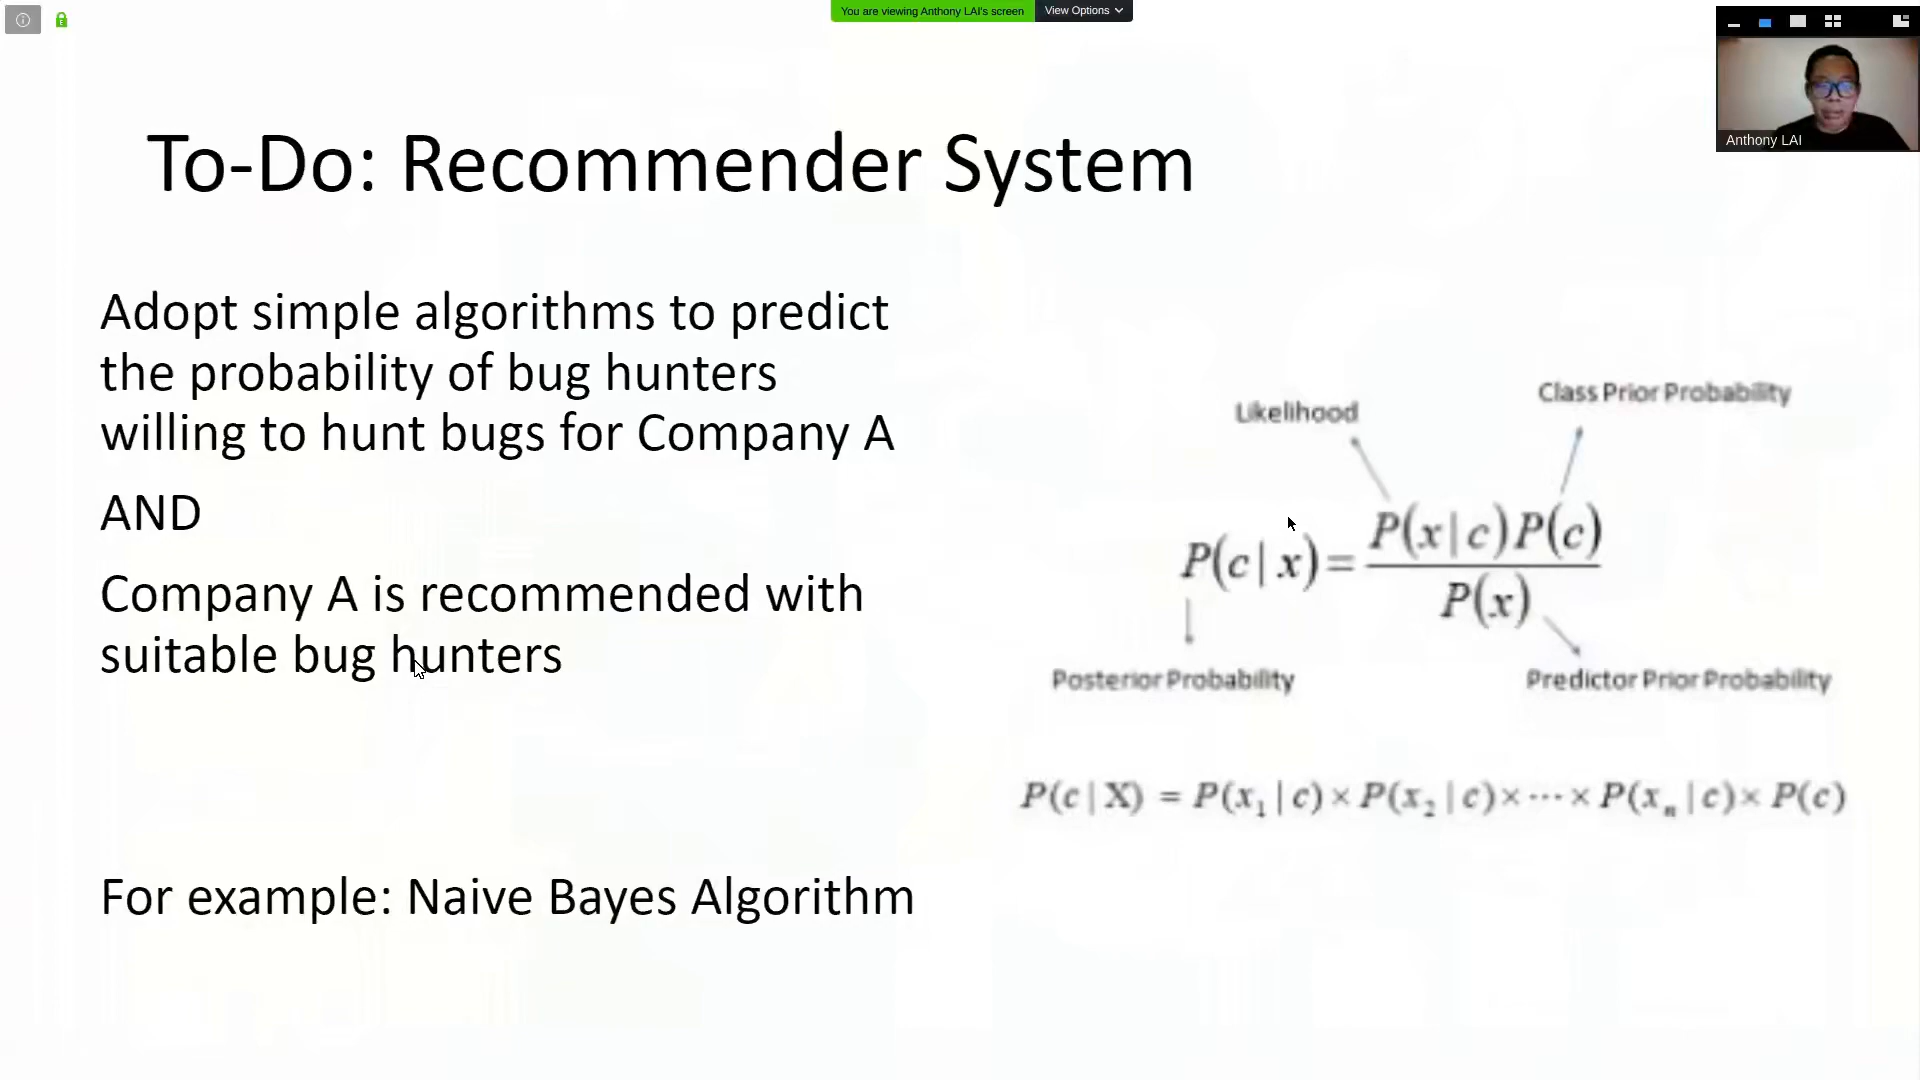 You are viewing Anthony LAI's screen
View Options
Anthony LAI
To-Do: Recommender System
Adopt simple algorithms to predict
the probability of bug hunters
willing to hunt bugs for Company A
AND
Company A is recommended with
suitable bug hunters
For example: Naive Bayes Algorithm
Likelihood
Class Prior Probability
P(c | x) = P(x | c) P(c) / P(x)
Posterior Probability
Predictor Prior Probability
P(c | X) = P(x₁ | c) × P(x₂ | c) × ··· × P(xₙ | c) × P(c)